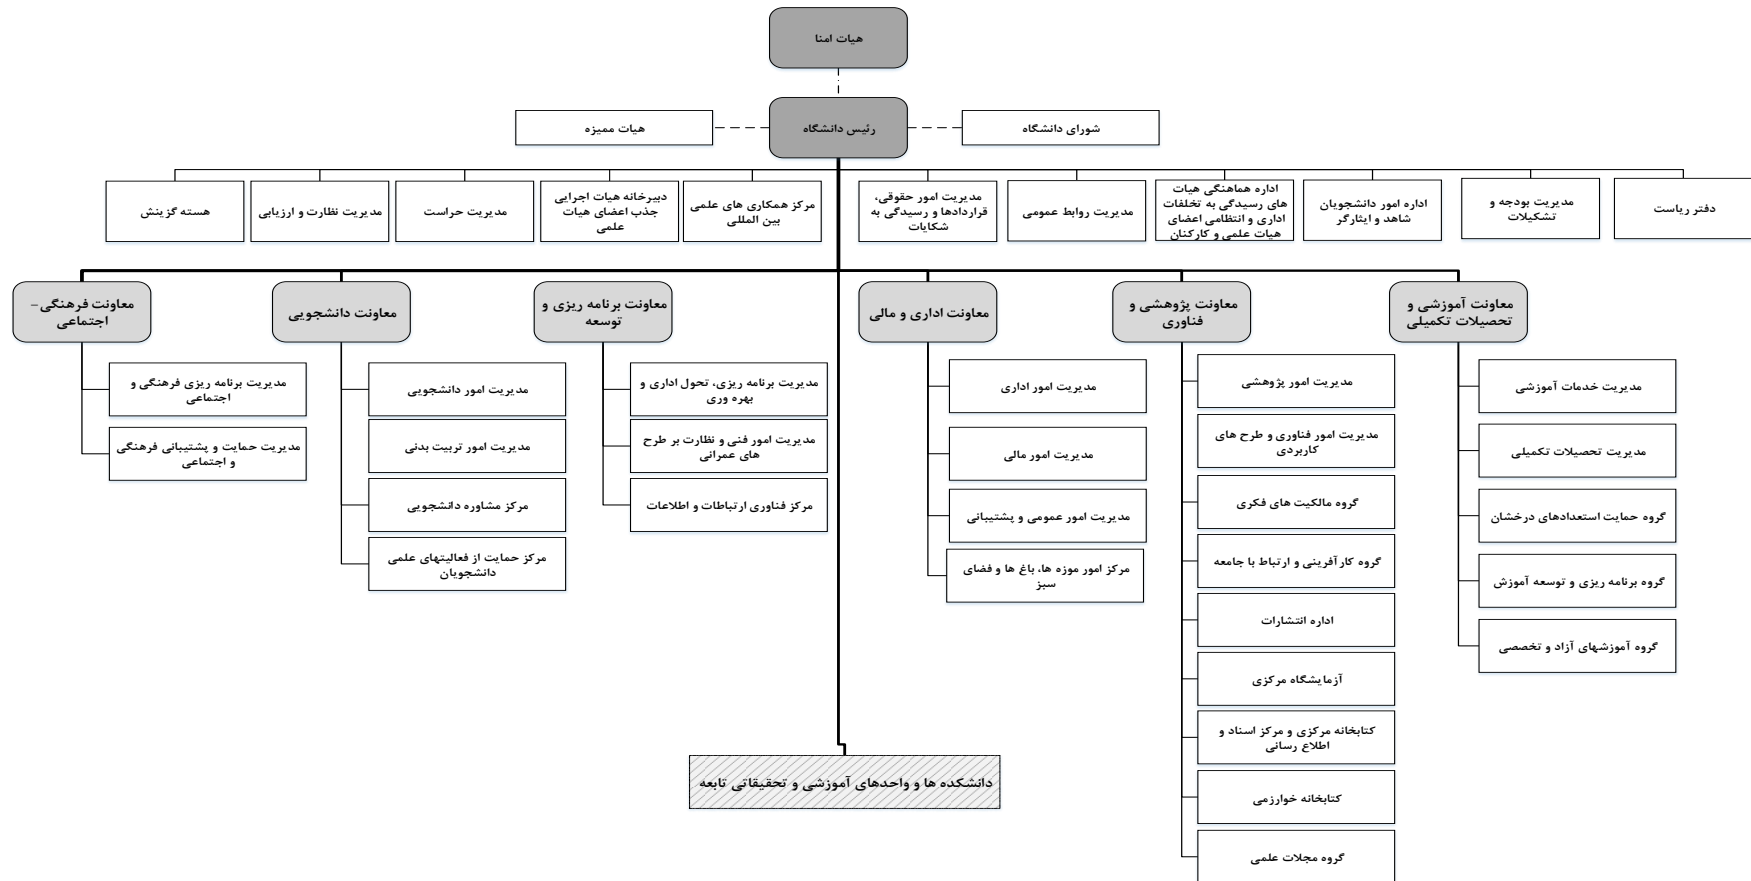 هیات امنا
رئیس دانشگاه
شورای دانشگاه
هیات ممیزه
دفتر ریاست
مدیریت بودجه و
تشکیلات
اداره امور دانشجویان
شاهد و ایثارگر
اداره هماهنگی هیات
های رسیدگی به تخلفات
اداری و انتظامی اعضای
هیات علمی و کارکنان
مدیریت روابط عمومی
مدیریت امور حقوقی،
قراردادها و رسیدگی به
شکایات
مرکز همکاری های علمی
بین المللی
دبیرخانه هیات اجرایی
جذب اعضای هیات
علمی
مدیریت حراست
مدیریت نظارت و ارزیابی
هسته گزینش
معاونت آموزشی و
تحصیلات تکمیلی
مدیریت خدمات آموزشی
مدیریت تحصیلات تکمیلی
گروه حمایت استعدادهای درخشان
گروه برنامه ریزی و توسعه آموزش
گروه آموزشهای آزاد و تخصصی
معاونت پژوهشی و
فناوری
مدیریت امور پژوهشی
مدیریت امور فناوری و طرح های
کاربردی
گروه مالکیت های فکری
گروه کارآفرینی و ارتباط با جامعه
اداره انتشارات
آزمایشگاه مرکزی
کتابخانه مرکزی و مرکز اسناد و
اطلاع رسانی
کتابخانه خوارزمی
گروه مجلات علمی
معاونت اداری و مالی
مدیریت امور اداری
مدیریت امور مالی
مدیریت امور عمومی و پشتیبانی
مرکز امور موزه ها، باغ ها و فضای
سبز
معاونت برنامه ریزی و
توسعه
مدیریت برنامه ریزی، تحول اداری و
بهره وری
مدیریت امور فنی و نظارت بر طرح
های عمرانی
مرکز فناوری ارتباطات و اطلاعات
معاونت دانشجویی
مدیریت امور دانشجویی
مدیریت امور تربیت بدنی
مرکز مشاوره دانشجویی
مرکز حمایت از فعالیتهای علمی
دانشجویان
معاونت فرهنگی–
اجتماعی
مدیریت برنامه ریزی فرهنگی و
اجتماعی
مدیریت حمایت و پشتیبانی فرهنگی
و اجتماعی
دانشکده ها و واحدهای آموزشی و تحقیقاتی تابعه